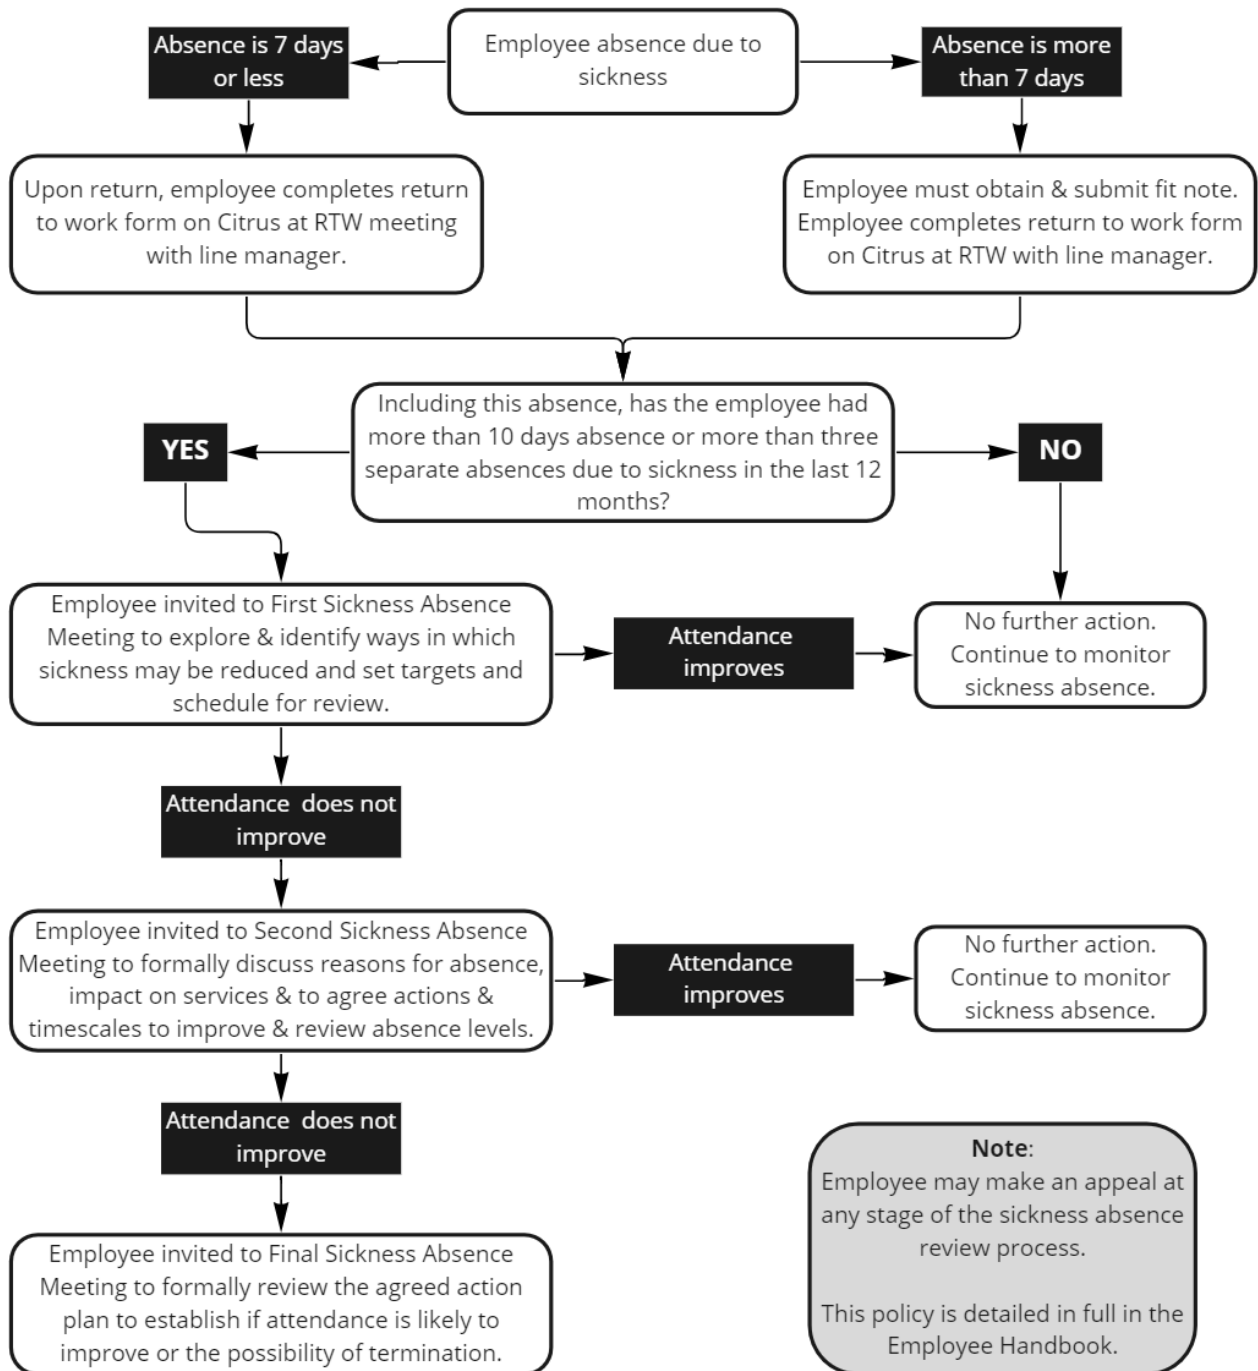 Absence is 7 days
or less
Employee absence due to
sickness
Absence is more
than 7 days
Upon return, employee completes return
to work form on Citrus at RTW meeting
with line manager.
Employee must obtain & submit fit note.
Employee completes return to work form
on Citrus at RTW with line manager.
Including this absence, has the employee had
more than 10 days absence or more than three
separate absences due to sickness in the last 12
months?
YES
NO
Employee invited to First Sickness Absence
Meeting to explore & identify ways in which
sickness may be reduced and set targets and
schedule for review.
Attendance
improves
No further action.
Continue to monitor
sickness absence.
Attendance does not
improve
Employee invited to Second Sickness Absence
Meeting to formally discuss reasons for absence,
impact on services & to agree actions &
timescales to improve & review absence levels.
Attendance
improves
No further action.
Continue to monitor
sickness absence.
Attendance does not
improve
Employee invited to Final Sickness Absence
Meeting to formally review the agreed action
plan to establish if attendance is likely to
improve or the possibility of termination.
Note:
Employee may make an appeal at
any stage of the sickness absence
review process.
This policy is detailed in full in the
Employee Handbook.